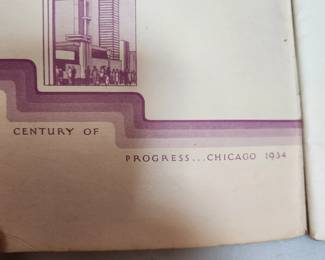 CENTURY OF
PROGRESS...CHICAGO 1934